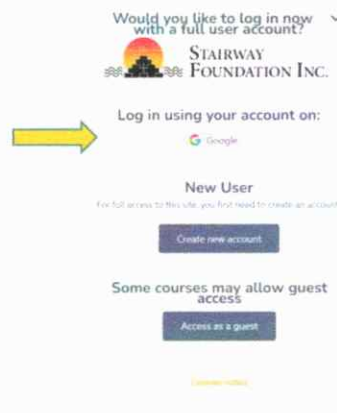 Would you like to log in now
with a full user account?
STAIRWAY
FOUNDATION INC.
Log in using your account on:
Google
New User
For full access to this site, you first need to create an account
Create new account
Some courses may allow guest
access
Access as a guest